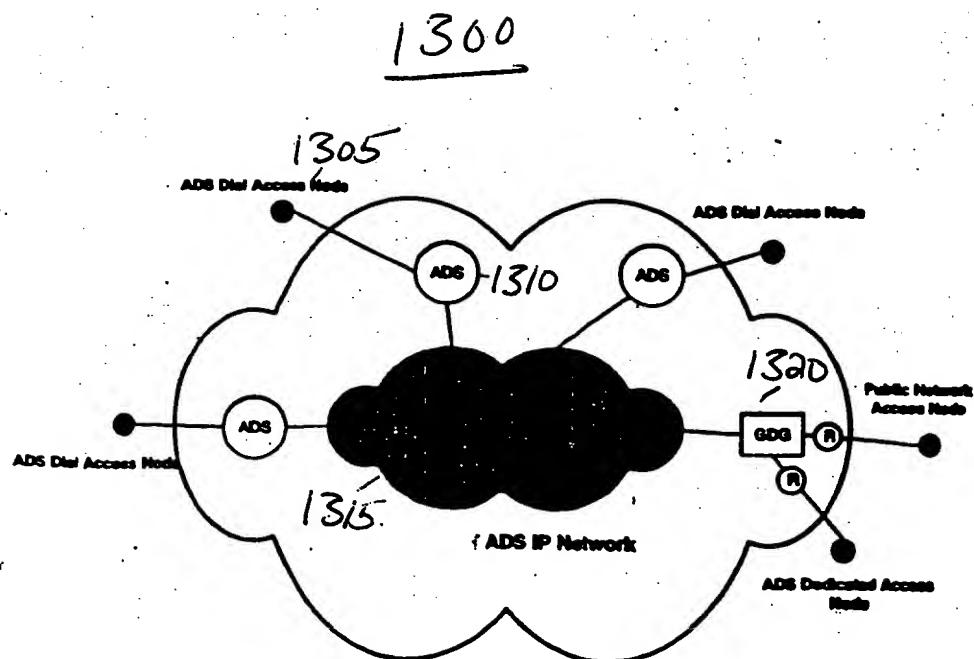 1300
1305
ADS Dial Access Node
ADS Dial Access Node
ADS
1310
ADS
1320
Public Network
Access Node
ADS
GDG
R
ADS Dial Access Node
R
1315
ADS IP Network
ADS Dedicated Access
Node